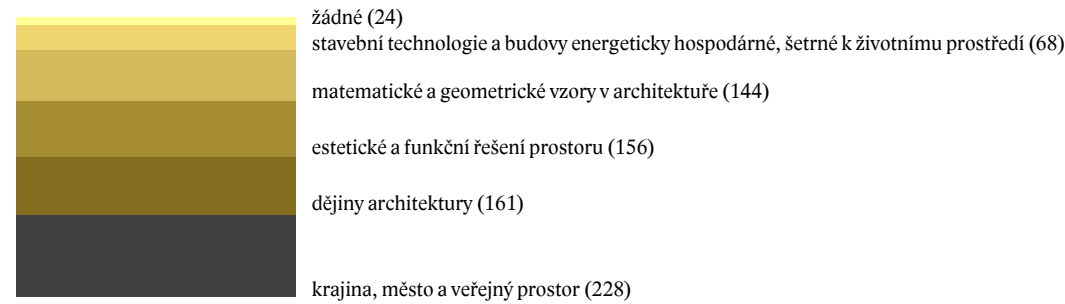 žádné (24)
stavební technologie a budovy energeticky hospodárné, šetrné k životnímu prostředí (68)
matematické a geometrické vzory v architektuře (144)
estetické a funkční řešení prostoru (156)
dějiny architektury (161)
krajina, město a veřejný prostor (228)